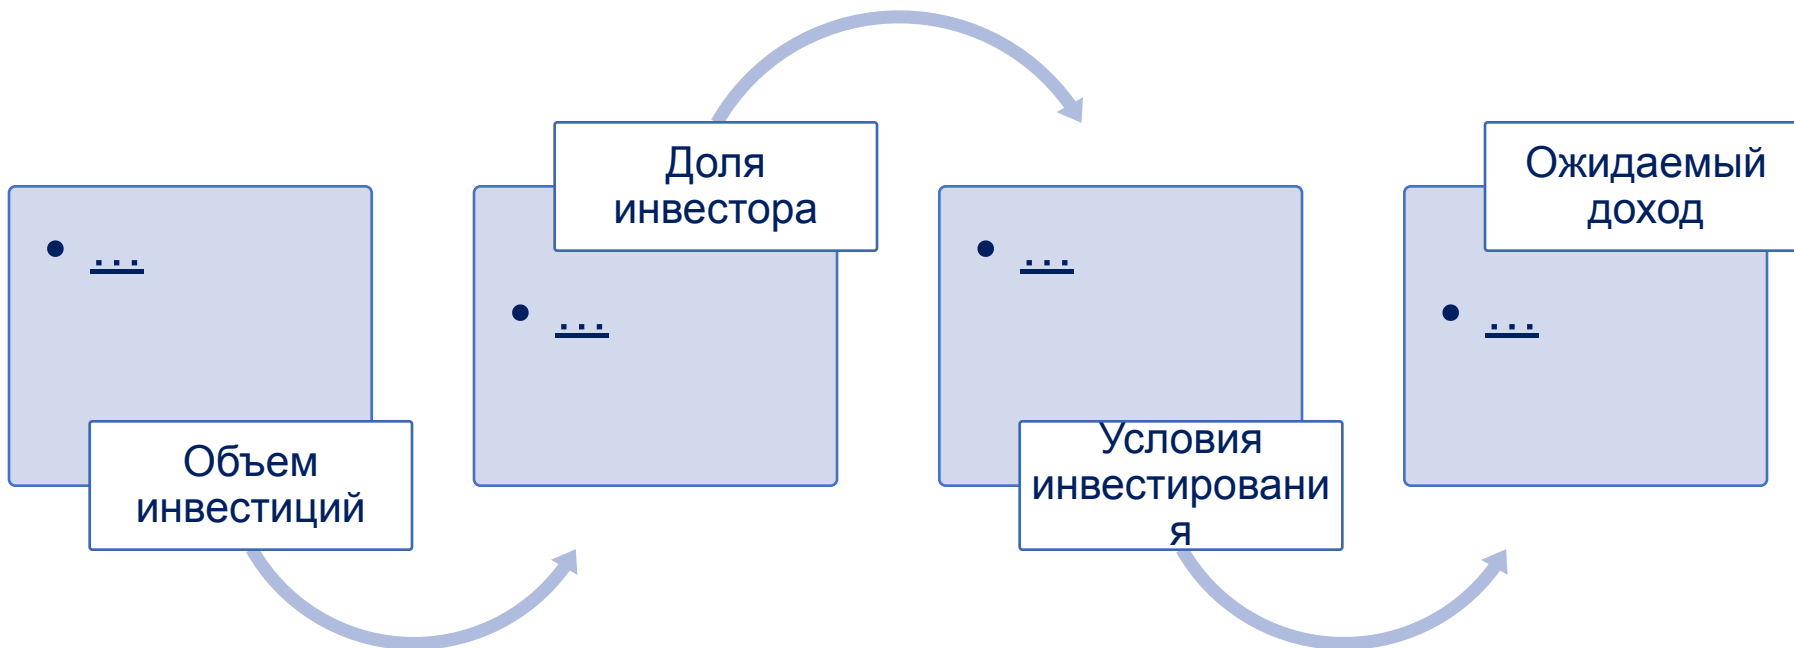 • ...
Объем
инвестиций
Доля
инвестора
• ...
• ...
Условия
инвестировани
я
Ожидаемый
доход
• ...